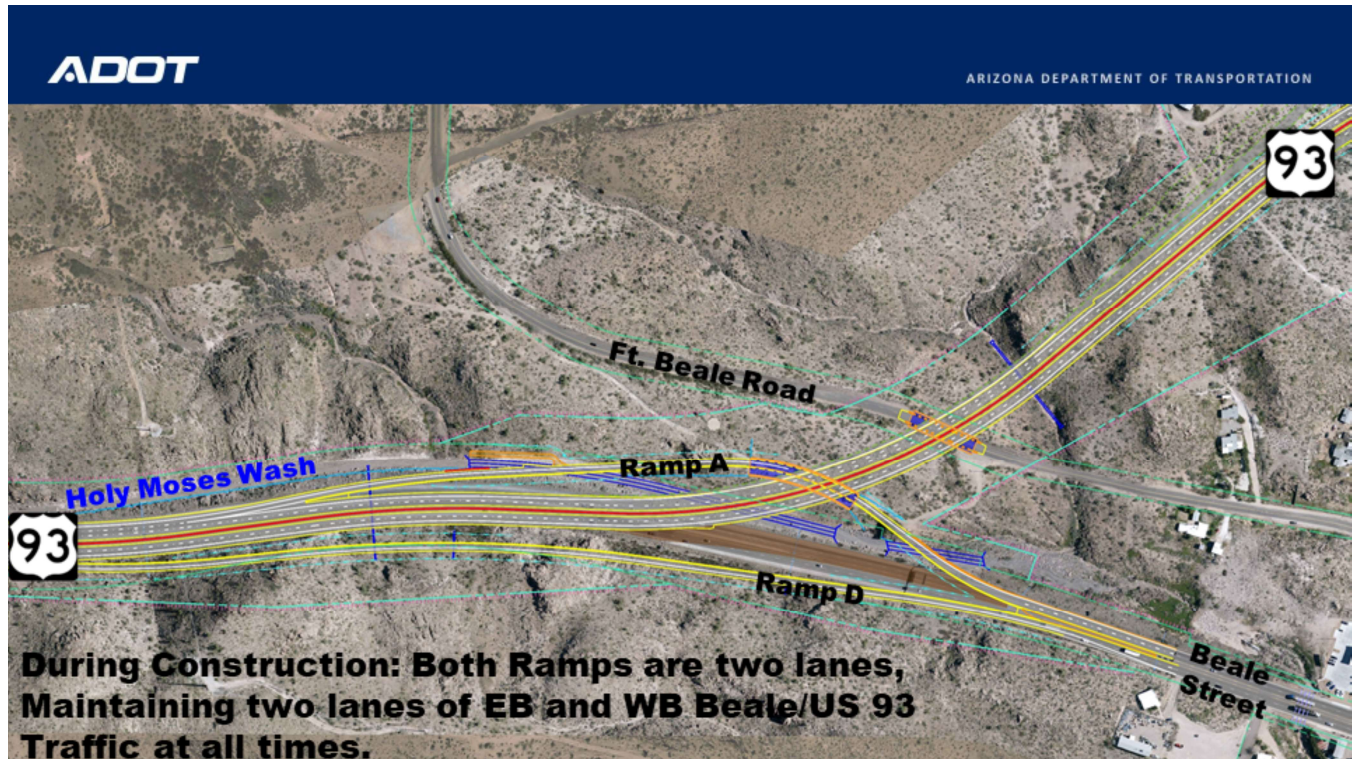 ADOT
ARIZONA DEPARTMENT OF TRANSPORTATION
93
Ft. Beale Road
Ramp A
Holy Moses Wash
93
Ramp D
Beale
Street
During Construction: Both Ramps are two lanes,
Maintaining two lanes of EB and WB Beale/US 93
Traffic at all times.